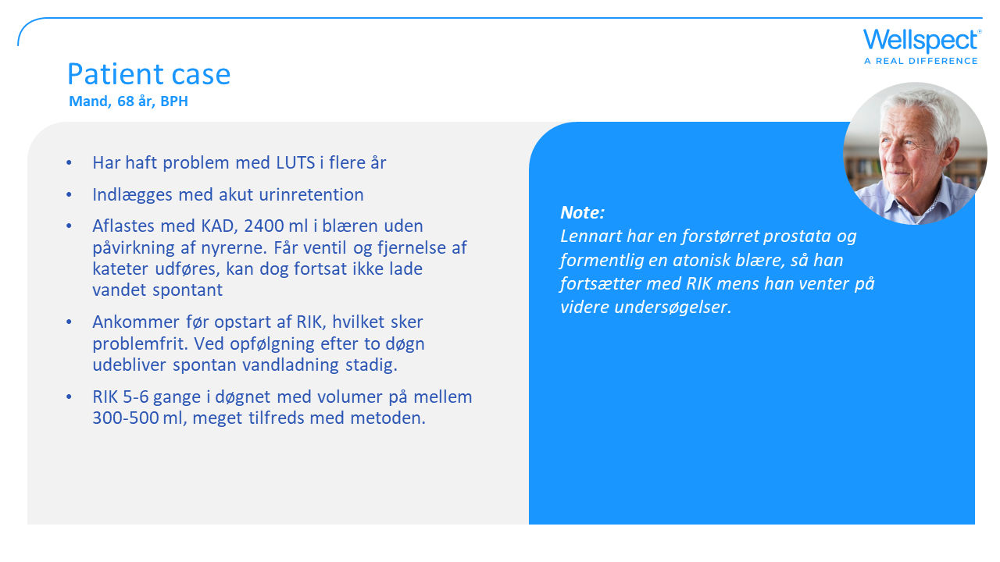 Wellspect®
A REAL DIFFERENCE
Patient case
Mand, 68 år, BPH
• Har haft problem med LUTS i flere år
• Indlægges med akut urinretention
• Aflastes med KAD, 2400 ml i blæren uden
påvirkning af nyrerne. Får ventil og fjernelse af
kateter udføres, kan dog fortsat ikke lade
vandet spontant
• Ankommer før opstart af RIK, hvilket sker
problemfrit. Ved opfølgning efter to døgn
udebliver spontan vandladning stadig.
• RIK 5-6 gange i døgnet med volumer på mellem
300-500 ml, meget tilfreds med metoden.
Note:
Lennart har en forstørret prostata og
formentlig en atonisk blære, så han
fortsætter med RIK mens han venter på
videre undersøgelser.